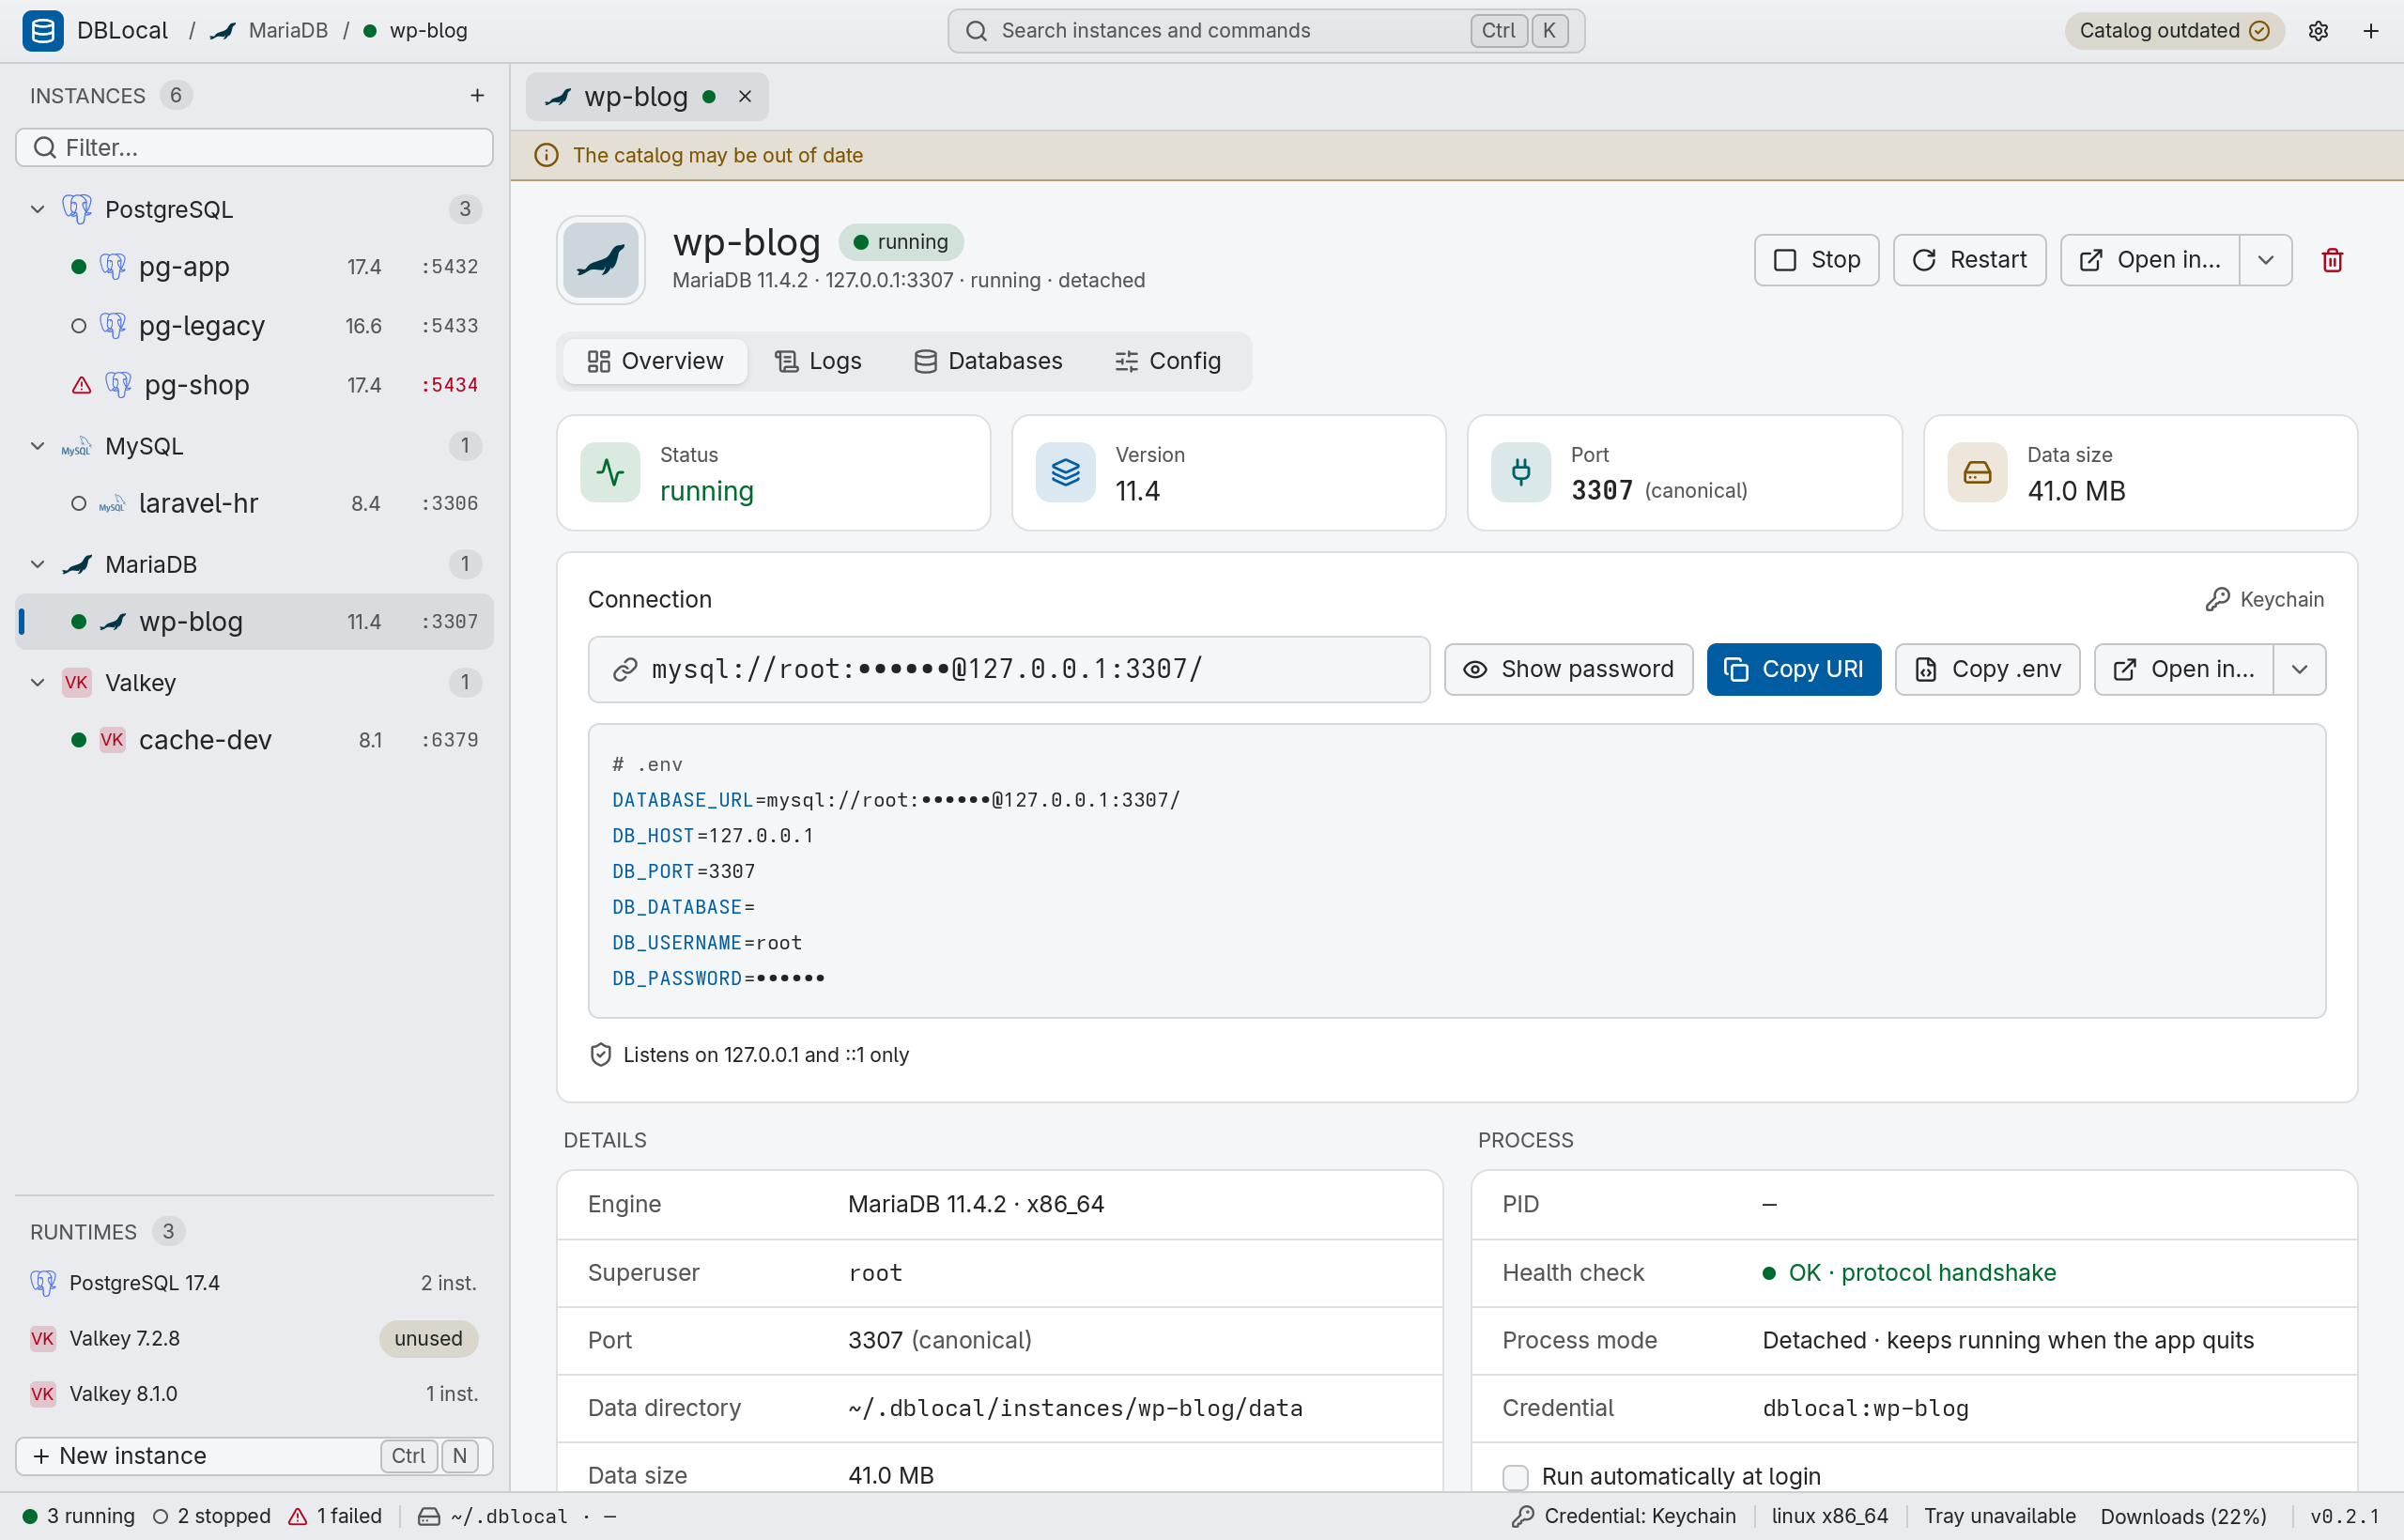 DBLocal / MariaDB / wp-blog
Search instances and commands Ctrl K
Catalog outdated
INSTANCES 6
Filter...
PostgreSQL 3
pg-app 17.4 :5432
pg-legacy 16.6 :5433
pg-shop 17.4 :5434
MySQL MySQL 1
MySQL laravel-hr 8.4 :3306
MariaDB 1
wp-blog 11.4 :3307
VK Valkey 1
VK cache-dev 8.1 :6379
RUNTIMES 3
PostgreSQL 17.4 2 inst.
VK Valkey 7.2.8 unused
VK Valkey 8.1.0 1 inst.
New instance Ctrl N
wp-blog
The catalog may be out of date
wp-blog running
MariaDB 11.4.2 · 127.0.0.1:3307 · running · detached
Stop Restart Open in...
Overview Logs Databases Config
Status
running
Version
11.4
Port
3307 (canonical)
Data size
41.0 MB
Connection Keychain
mysql://root:••••••@127.0.0.1:3307/
Show password Copy URI Copy .env Open in...
# .env
DATABASE_URL=mysql://root:••••••@127.0.0.1:3307/
DB_HOST=127.0.0.1
DB_PORT=3307
DB_DATABASE=
DB_USERNAME=root
DB_PASSWORD=••••••
Listens on 127.0.0.1 and ::1 only
DETAILS
Engine MariaDB 11.4.2 · x86_64
Superuser root
Port 3307 (canonical)
Data directory ~/.dblocal/instances/wp-blog/data
Data size 41.0 MB
PROCESS
PID —
Health check OK · protocol handshake
Process mode Detached · keeps running when the app quits
Credential dblocal:wp-blog
Run automatically at login
3 running 2 stopped 1 failed ~/.dblocal · —
Credential: Keychain linux x86_64 Tray unavailable Downloads (22%) v0.2.1